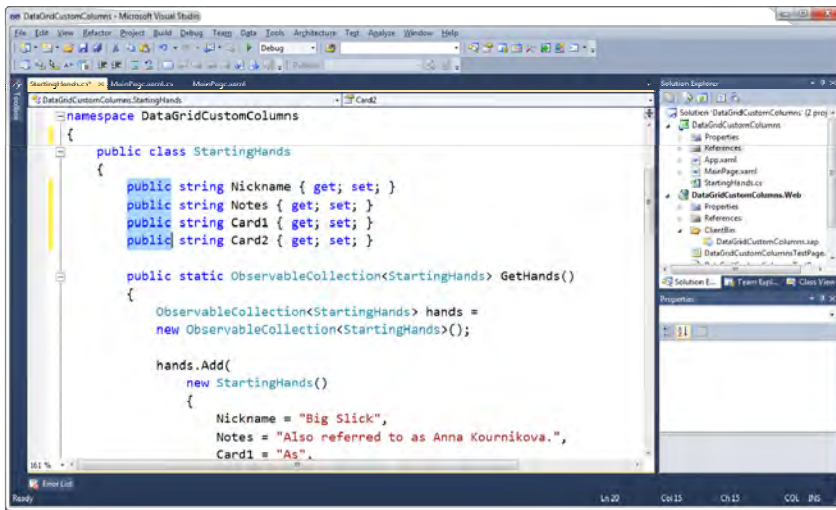 DataGridCustomColumns - Microsoft Visual Studio
File Edit View Refactor Project Build Debug Team Data Tools Architecture Test Analyze Window Help
Debug
StartingHands.cs* MainPage.xaml.cs MainPage.xaml
DataGridCustomColumns.StartingHands Card2
Toolbox
namespace DataGridCustomColumns
{
public class StartingHands
{
public string Nickname { get; set; }
public string Notes { get; set; }
public string Card1 { get; set; }
public string Card2 { get; set; }
public static ObservableCollection<StartingHands> GetHands()
{
ObservableCollection<StartingHands> hands =
new ObservableCollection<StartingHands>();
hands.Add(
new StartingHands()
{
Nickname = "Big Slick",
Notes = "Also referred to as Anna Kournikova.",
Card1 = "As",
161 %
Solution Explorer
Solution 'DataGridCustomColumns' (2 proj
DataGridCustomColumns
Properties
References
App.xaml
MainPage.xaml
StartingHands.cs
DataGridCustomColumns.Web
Properties
References
ClientBin
DataGridCustomColumns.xap
DataGridCustomColumnsTestPage.
Solution E... Team Expl... Class View
Properties
Error List
Ready Ln 20 Col 15 Ch 15 COL INS